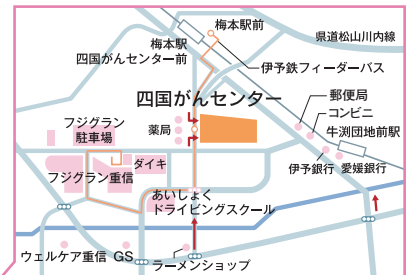 梅本駅前
県道松山川内線
梅本駅
四国がんセンター前
伊予鉄フィーダーバス
四国がんセンター
郵便局
コンビニ
牛渕団地前駅
フジグラン
駐車場
薬局
ダイキ
伊予銀行
愛媛銀行
フジグラン重信
あいしょく
ドライビングスクール
ウェルケア重信
GS
ラーメンショップ